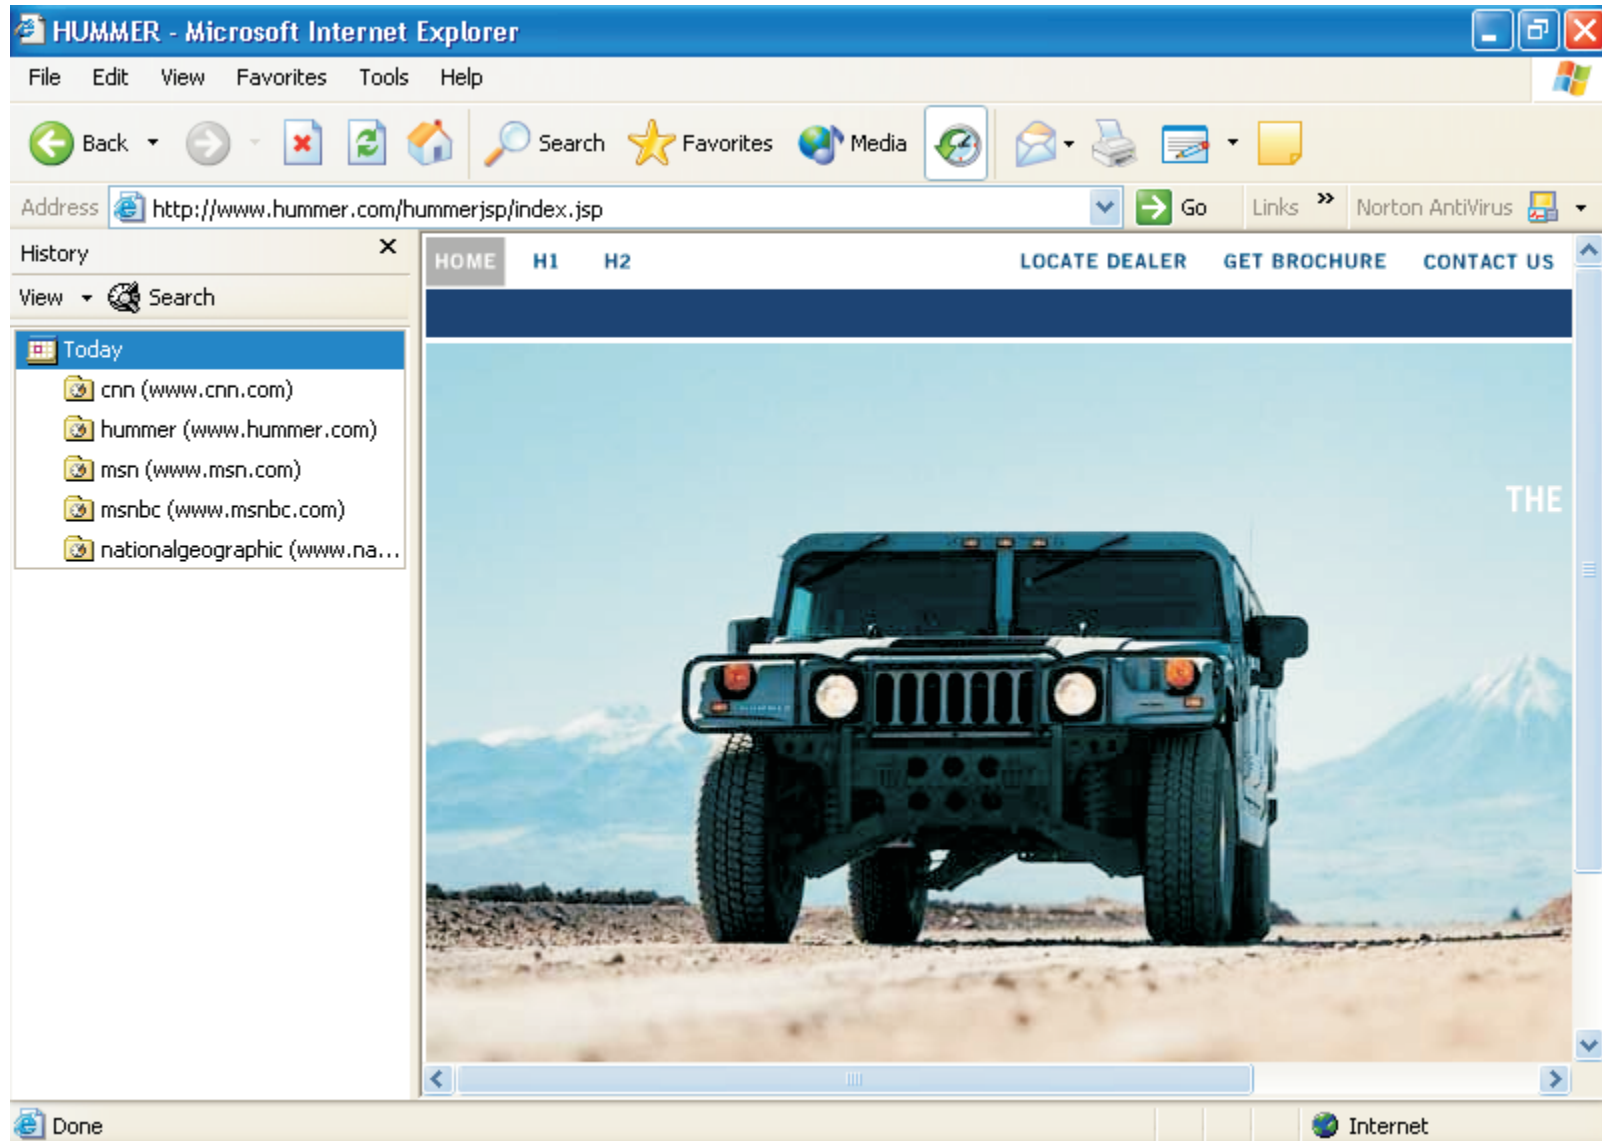 HUMMER - Microsoft Internet Explorer
File Edit View Favorites Tools Help
Back Search Favorites Media
Address http://www.hummer.com/hummerjsp/index.jsp Go Links » Norton AntiVirus
History
View Search
Today
cnn (www.cnn.com)
hummer (www.hummer.com)
msn (www.msn.com)
msnbc (www.msnbc.com)
nationalgeographic (www.na...
HOME H1 H2 LOCATE DEALER GET BROCHURE CONTACT US
THE
HUMMER
Done Internet